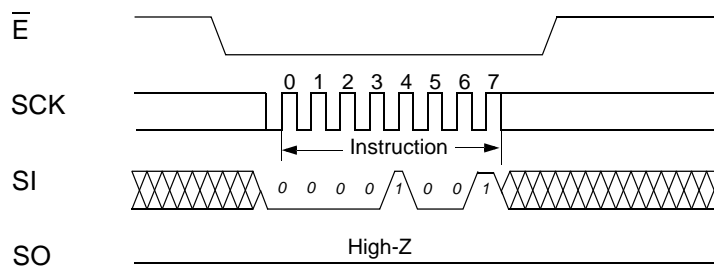 E̅
0 1 2 3 4 5 6 7
SCK
Instruction
SI 0 0 0 0 1 0 0 1
High-Z
SO